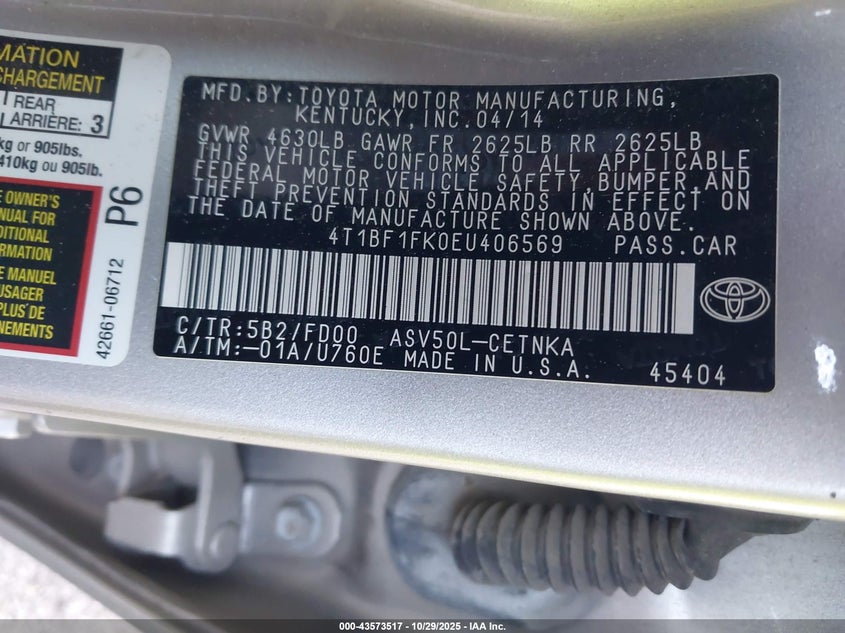 MATION
CHARGEMENT
REAR
ARRIÈRE: 3
kg or 905lbs.
410kg ou 905lb.
OWNER'S
MANUAL FOR
DITIONAL
FORMATION
E MANUEL
USAGER
PLUS DE
NEMENTS
P6
42661-06712
MFD.BY:TOYOTA MOTOR MANUFACTURING,
KENTUCKY, INC.04/14
GVWR 4630LB GAWR FR 2625LB RR 2625LB
THIS VEHICLE CONFORMS TO ALL APPLICABLE
FEDERAL MOTOR VEHICLE SAFETY,BUMPER,AND
THEFT PREVENTION STANDARDS IN EFFECT ON
THE DATE OF MANUFACTURE SHOWN ABOVE.
4T1BF1FK0EU406569 PASS.CAR
C/TR:5B2/FD00 ASV50L-CETNKA
A/TM:-01A/U760E MADE IN U.S.A.
45404
TOYOTA
000-43573517 | 10/29/2025 | IAA Inc.